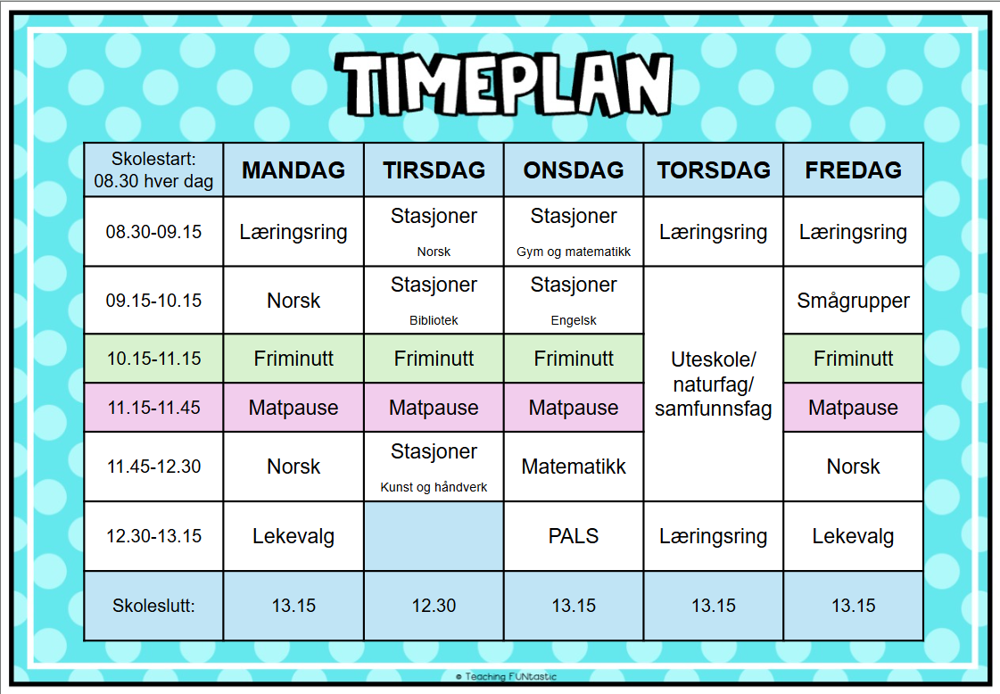 TIMEPLAN
Skolestart:
08.30 hver dag
MANDAG
TIRSDAG
ONSDAG
TORSDAG
FREDAG
08.30-09.15
Læringsring
Stasjoner
Norsk
Stasjoner
Gym og matematikk
Læringsring
Læringsring
09.15-10.15
Norsk
Stasjoner
Bibliotek
Stasjoner
Engelsk
Uteskole/
naturfag/
samfunnsfag
Smågrupper
10.15-11.15
Friminutt
Friminutt
Friminutt
Friminutt
11.15-11.45
Matpause
Matpause
Matpause
Matpause
11.45-12.30
Norsk
Stasjoner
Kunst og håndverk
Matematikk
Norsk
12.30-13.15
Lekevalg
PALS
Læringsring
Lekevalg
Skoleslutt:
13.15
12.30
13.15
13.15
13.15
© Teaching FUNtastic